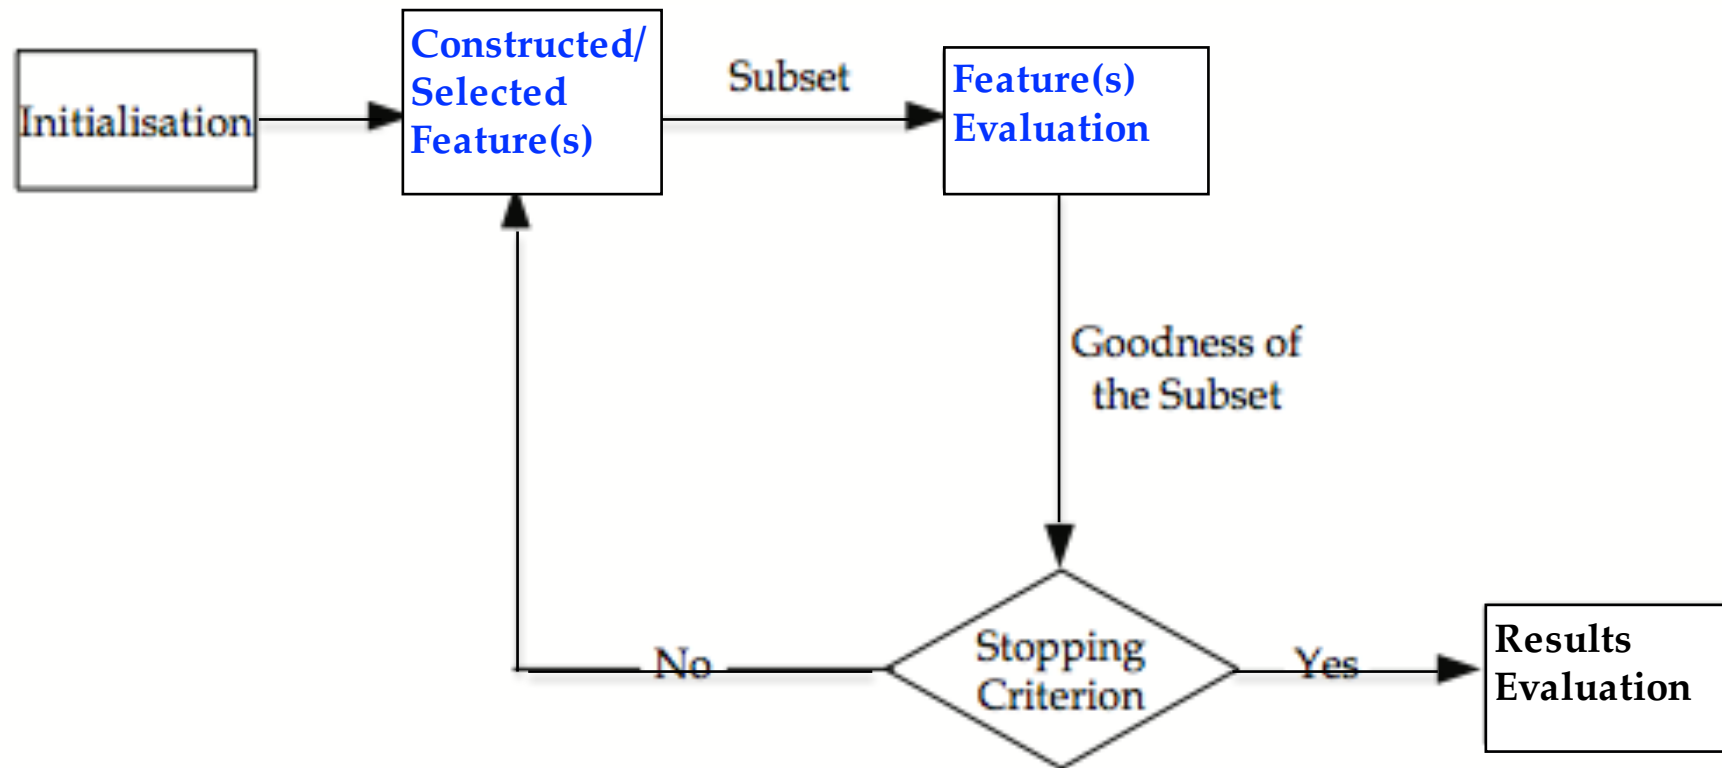 Initialisation
Constructed/
Selected
Feature(s)
Subset
Feature(s)
Evaluation
Goodness of
the Subset
Stopping
Criterion
No
Yes
Results
Evaluation